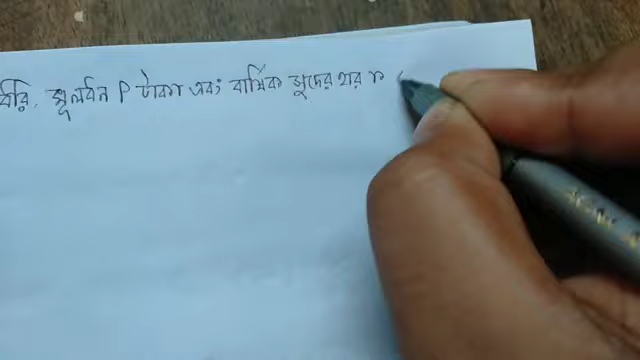 ধরি, মূলধন P টাকা এবং বার্ষিক সুদের হার r